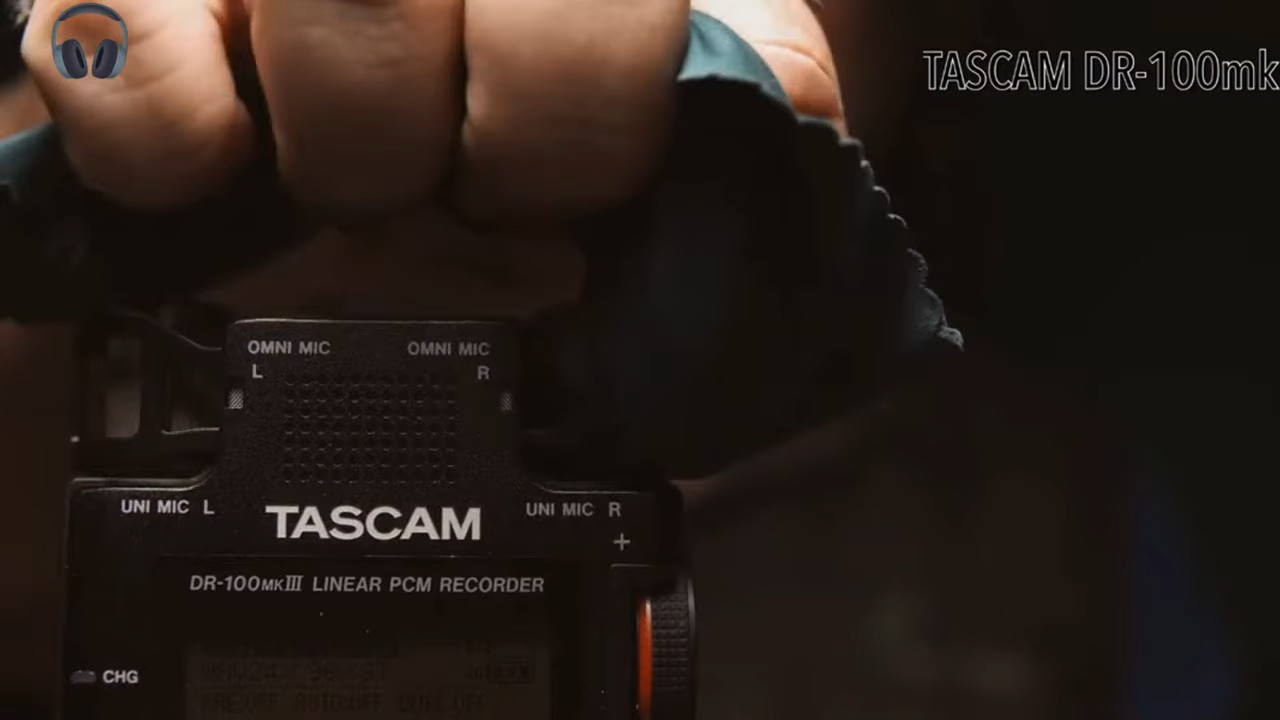 TASCAM DR-100mk
OMNI MIC OMNI MIC
L R
UNI MIC L UNI MIC R
TASCAM
+
DR-100MKIII LINEAR PCM RECORDER
CHG